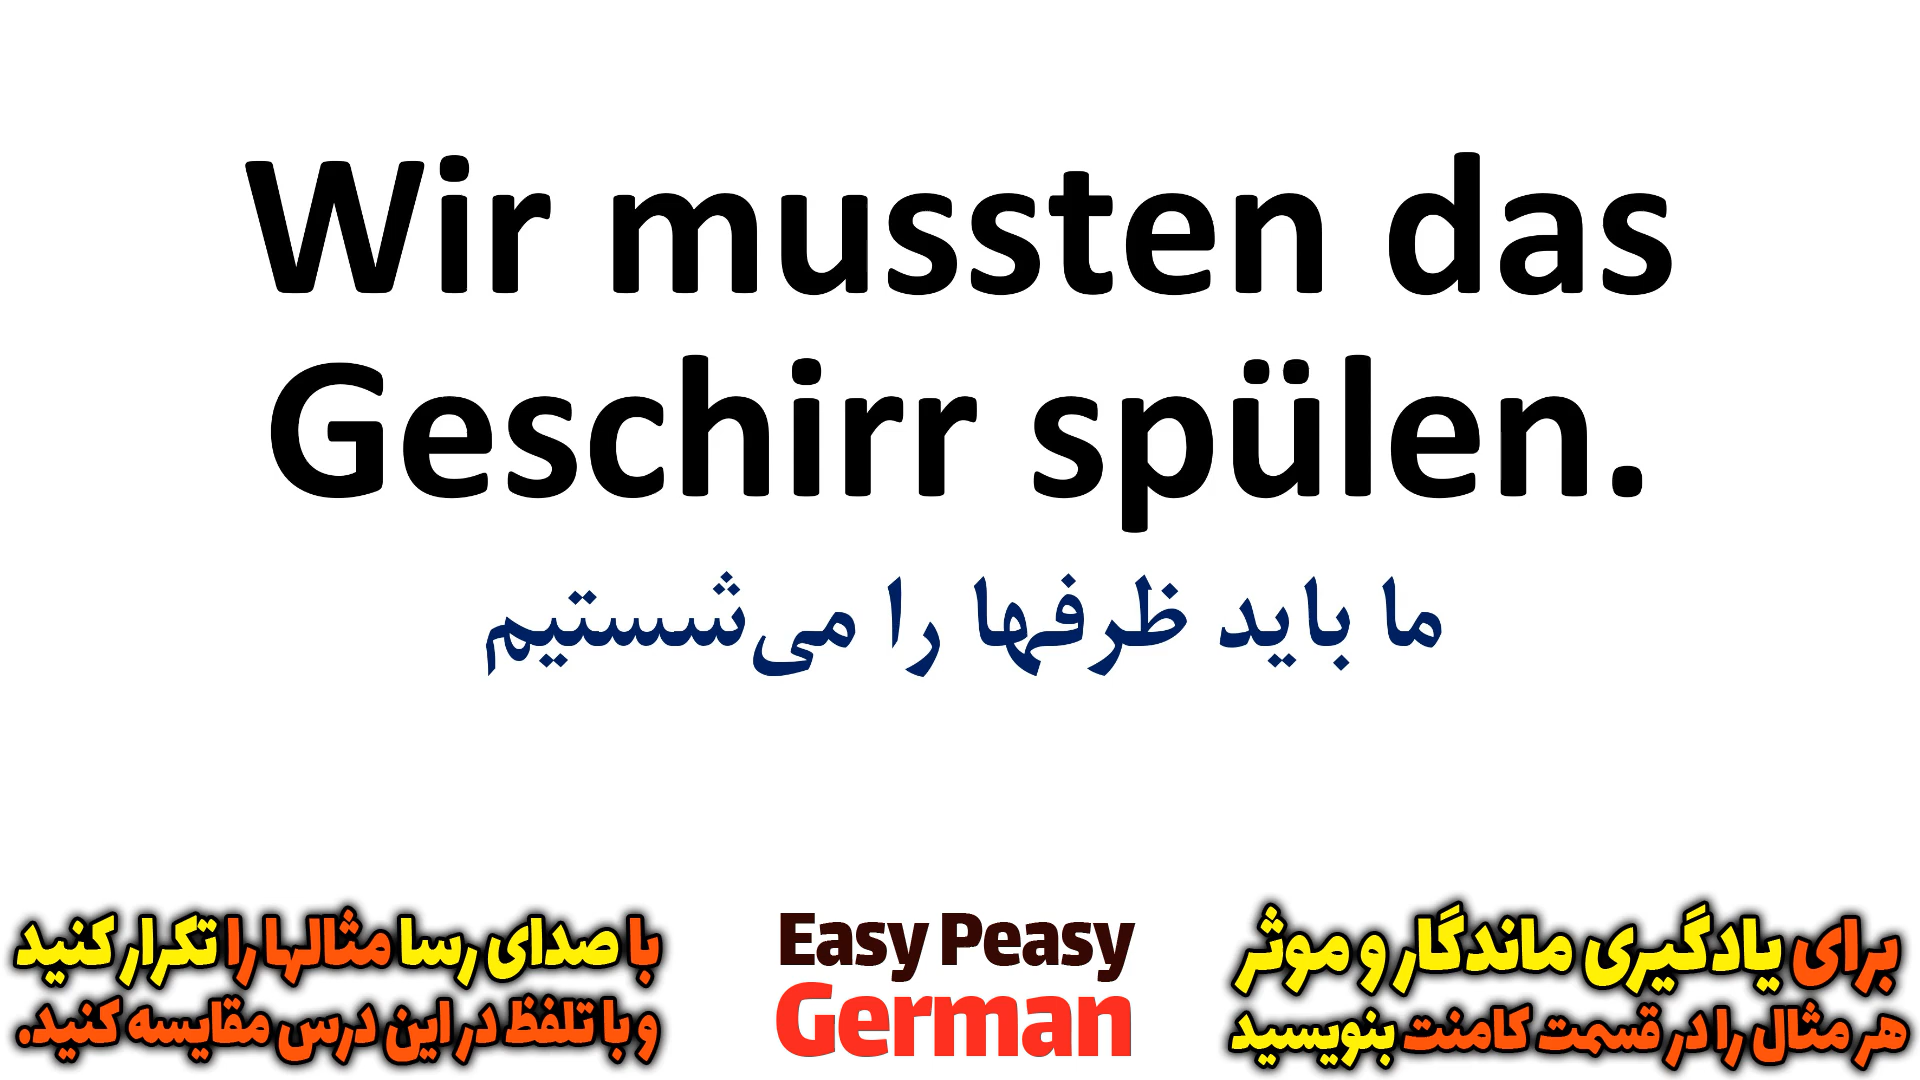 Wir mussten das
Geschirr spülen.
ما باید ظرفها را می‌شستیم
برای یادگیری ماندگار و موثر
هر مثال را در قسمت کامنت بنویسید
Easy Peasy
German
با صدای رسا مثالها را تکرار کنید
و با تلفظ در این درس مقایسه کنید.